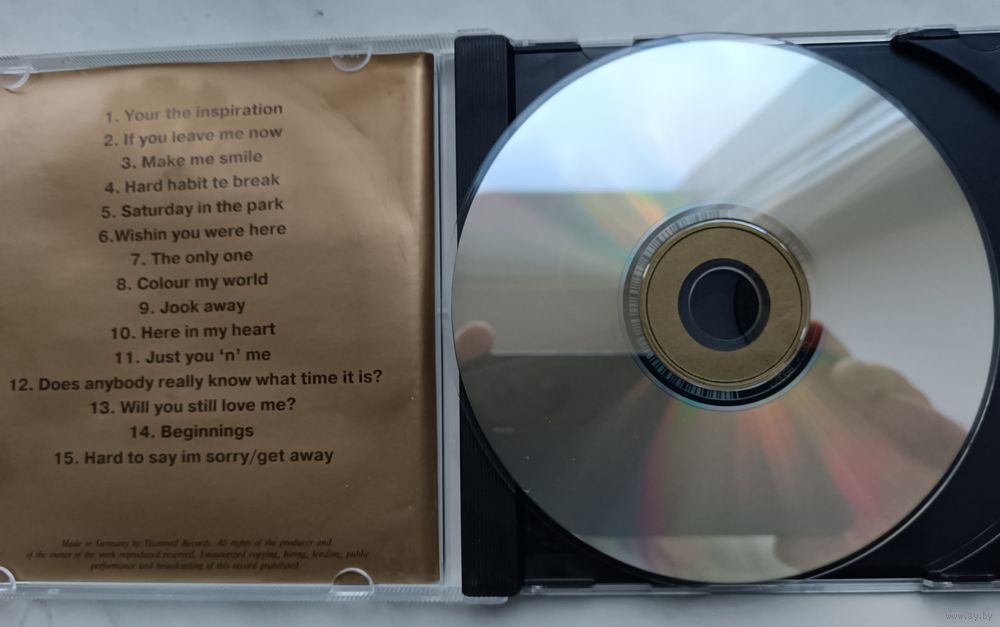 1. Your the inspiration
2. If you leave me now
3. Make me smile
4. Hard habit te break
5. Saturday in the park
6.Wishin you were here
7. The only one
8. Colour my world
9. Jook away
10. Here in my heart
11. Just you ‘n’ me
12. Does anybody really know what time it is?
13. Will you still love me?
14. Beginnings
15. Hard to say im sorry/get away
Made in Germany by Diamond Records. All rights of the producer and
of the owner of the work reproduced reserved. Unautorized copying, hiring, lending, public
performance and broadcasting of this record prohibited
www.ay.by